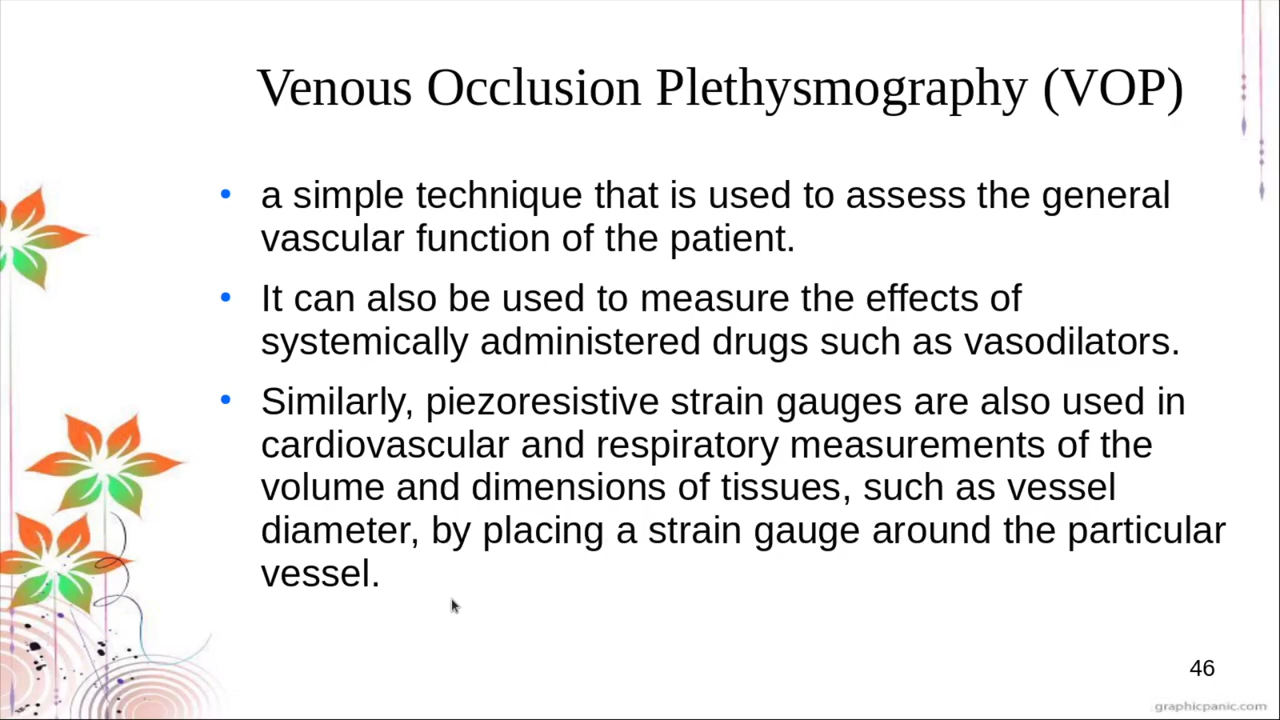 Venous Occlusion Plethysmography (VOP)
• a simple technique that is used to assess the general
vascular function of the patient.
• It can also be used to measure the effects of
systemically administered drugs such as vasodilators.
• Similarly, piezoresistive strain gauges are also used in
cardiovascular and respiratory measurements of the
volume and dimensions of tissues, such as vessel
diameter, by placing a strain gauge around the particular
vessel.
46
graphicpanic.com